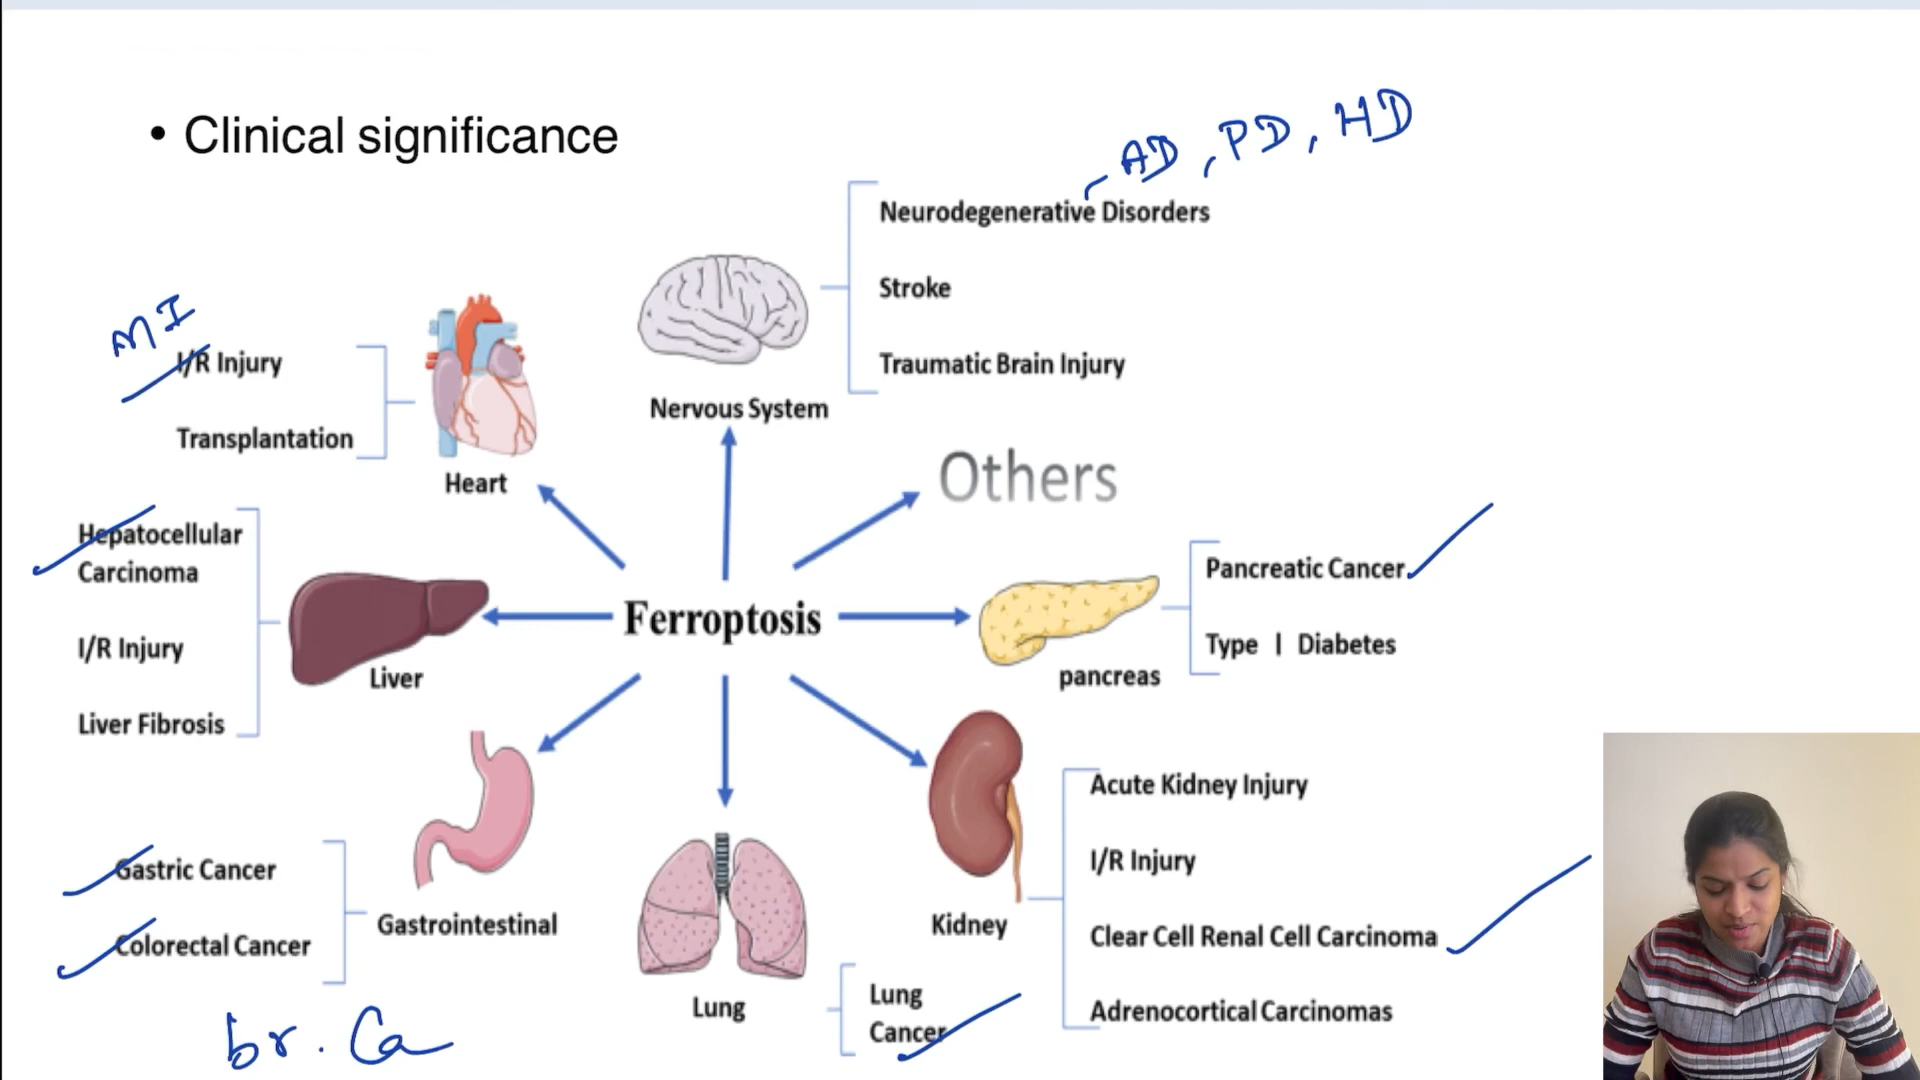 • Clinical significance
AD, PD, HD
Neurodegenerative Disorders
Stroke
Traumatic Brain Injury
Nervous System
MI
I/R Injury
Transplantation
Heart
Others
Hepatocellular
Carcinoma
I/R Injury
Liver Fibrosis
Liver
Ferroptosis
Pancreatic Cancer
Type I Diabetes
pancreas
Gastric Cancer
Colorectal Cancer
Gastrointestinal
br. Ca
Lung
Lung
Cancer
Kidney
Acute Kidney Injury
I/R Injury
Clear Cell Renal Cell Carcinoma
Adrenocortical Carcinomas